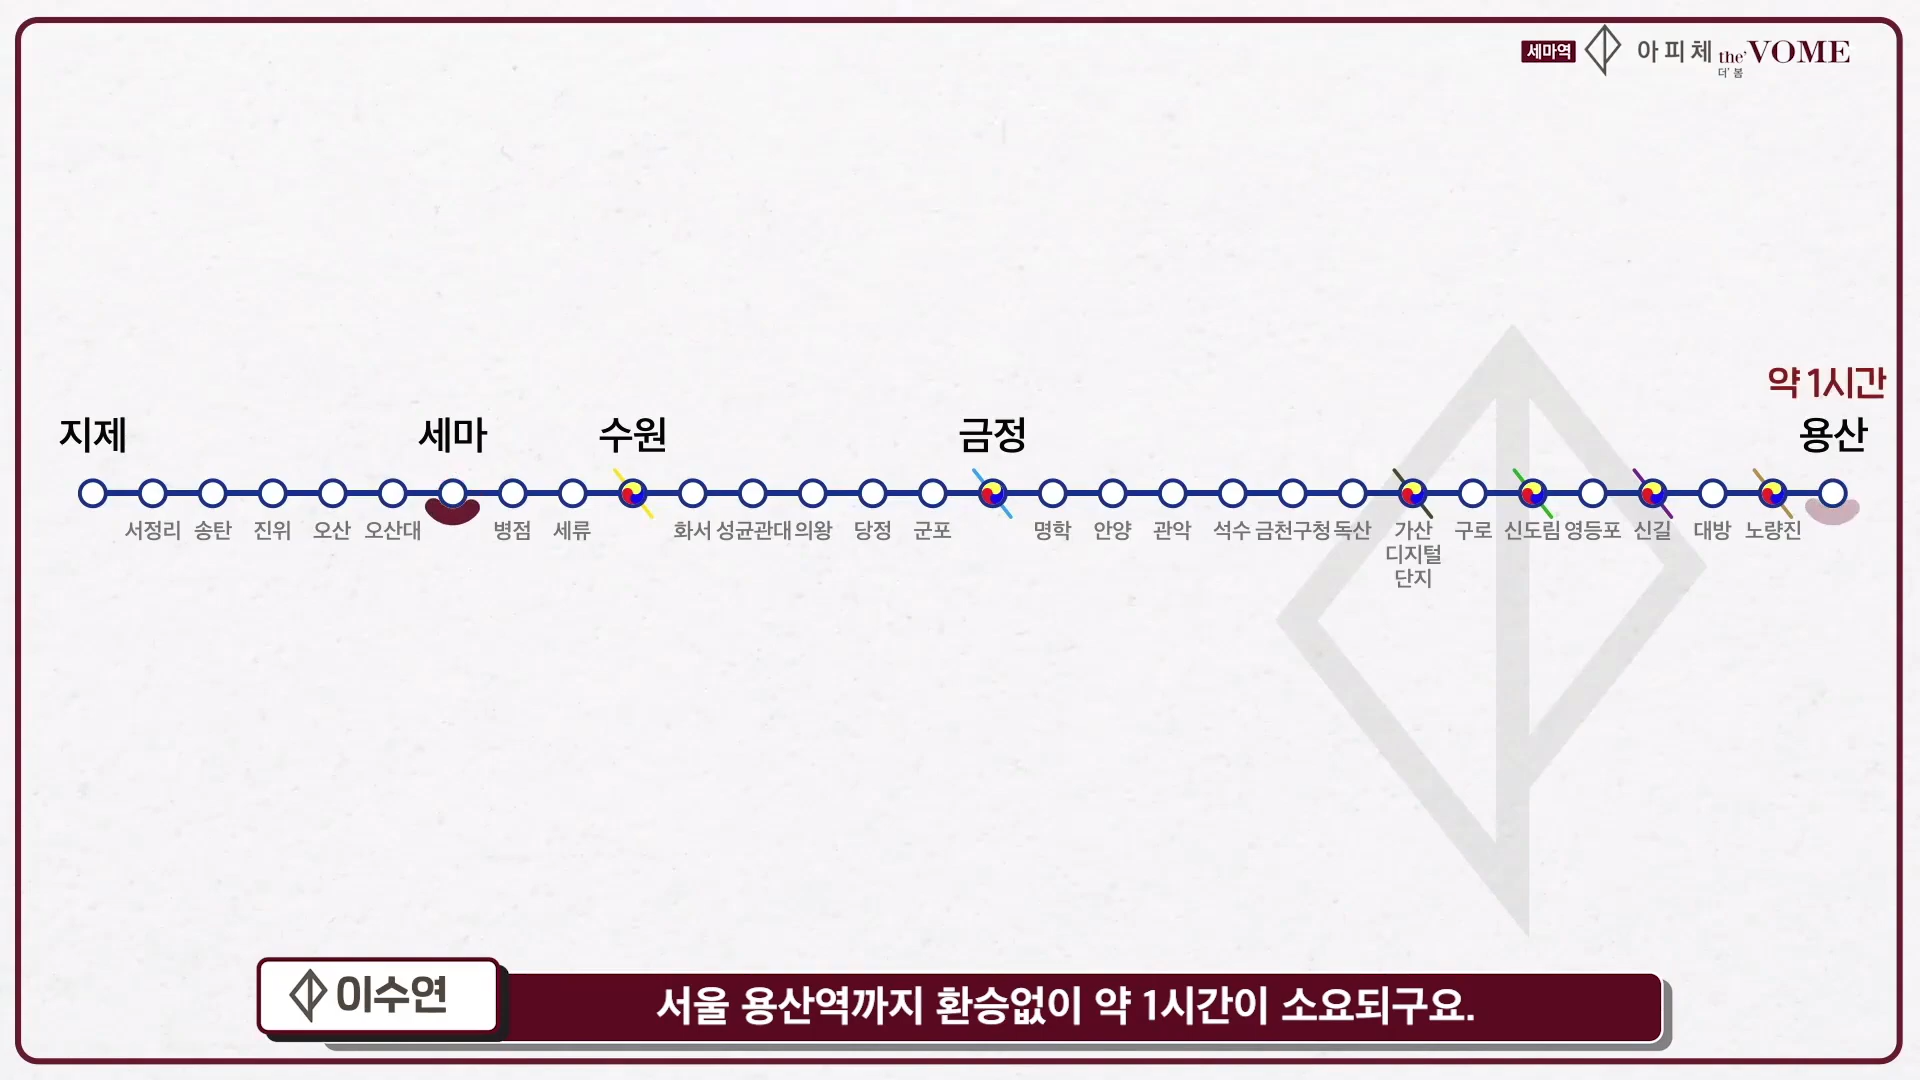 세마역 아피체 the' VOME
더' 봄
약 1시간
지제 세마 수원 금정 용산
서정리 송탄 진위 오산 오산대 병점 세류 화서 성균관대 의왕 당정 군포 명학 안양 관악 석수 금천구청 독산 가산 구로 신도림 영등포 신길 대방 노량진
디지털
단지
이수연
서울 용산역까지 환승없이 약 1시간이 소요되구요.